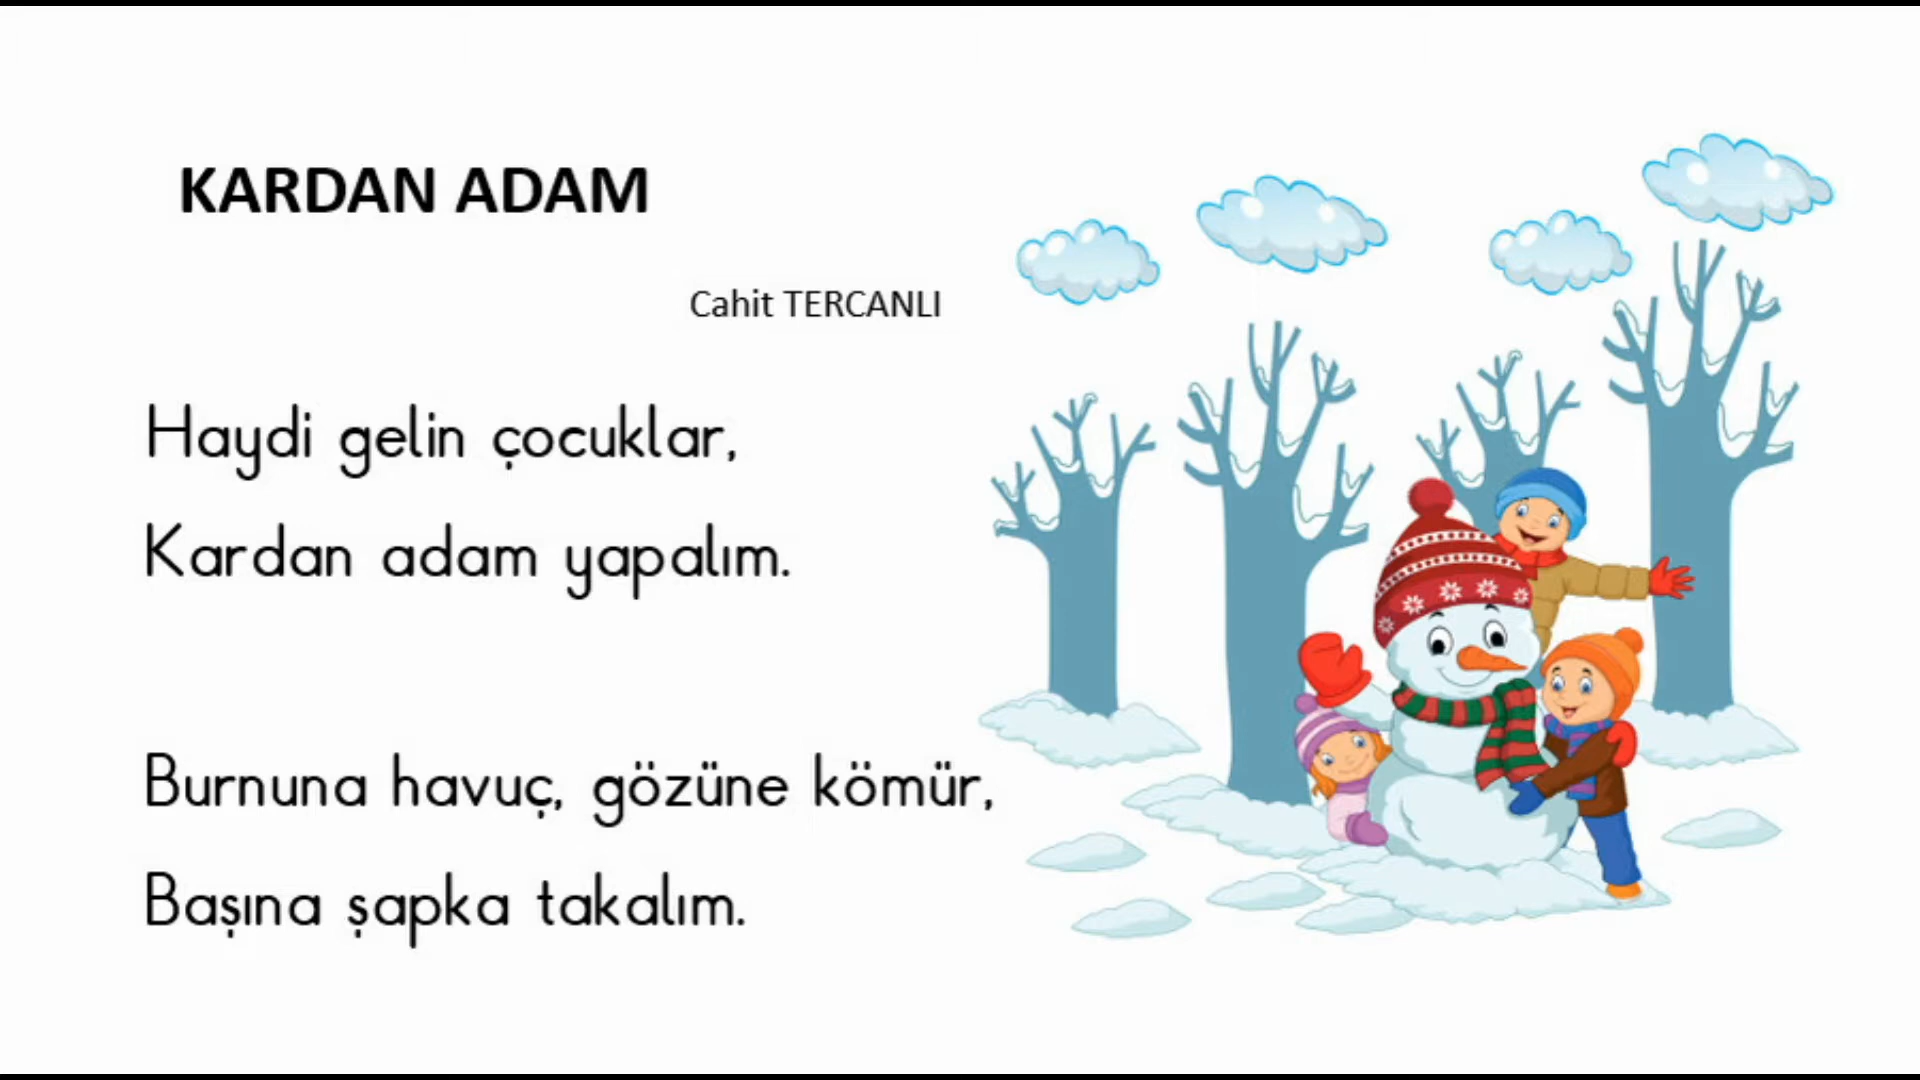 KARDAN ADAM
Cahit TERCANLI
Haydi gelin çocuklar,
Kardan adam yapalım.
Burnuna havuç, gözüne kömür,
Başına şapka takalım.